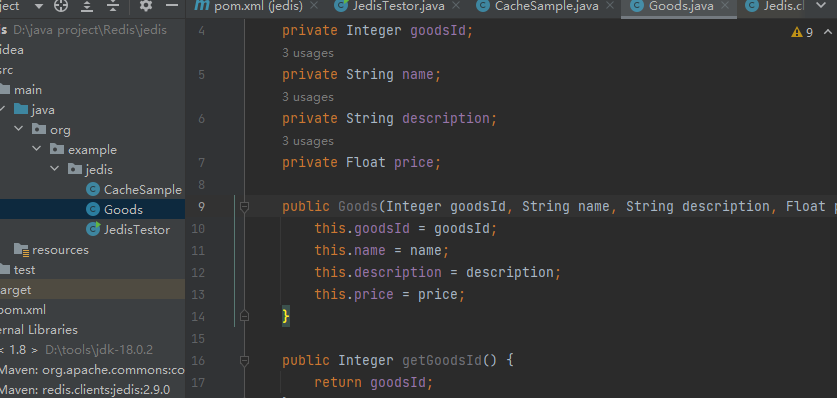 ject
pom.xml (jedis)
JedisTestor.java
CacheSample.java
Goods.java
Jedis.cl
s D:\java project\Redis\jedis
idea
src
main
java
org
example
jedis
CacheSample
Goods
JedisTestor
resources
test
arget
pom.xml
ernal Libraries
< 1.8 > D:\tools\jdk-18.0.2
Maven: org.apache.commons:co
Maven: redis.clients:jedis:2.9.0
9
4 private Integer goodsId;
3 usages
5 private String name;
3 usages
6 private String description;
3 usages
7 private Float price;
8
9 public Goods(Integer goodsId, String name, String description, Float p
10 this.goodsId = goodsId;
11 this.name = name;
12 this.description = description;
13 this.price = price;
14 }
15
16 public Integer getGoodsId() {
17 return goodsId;